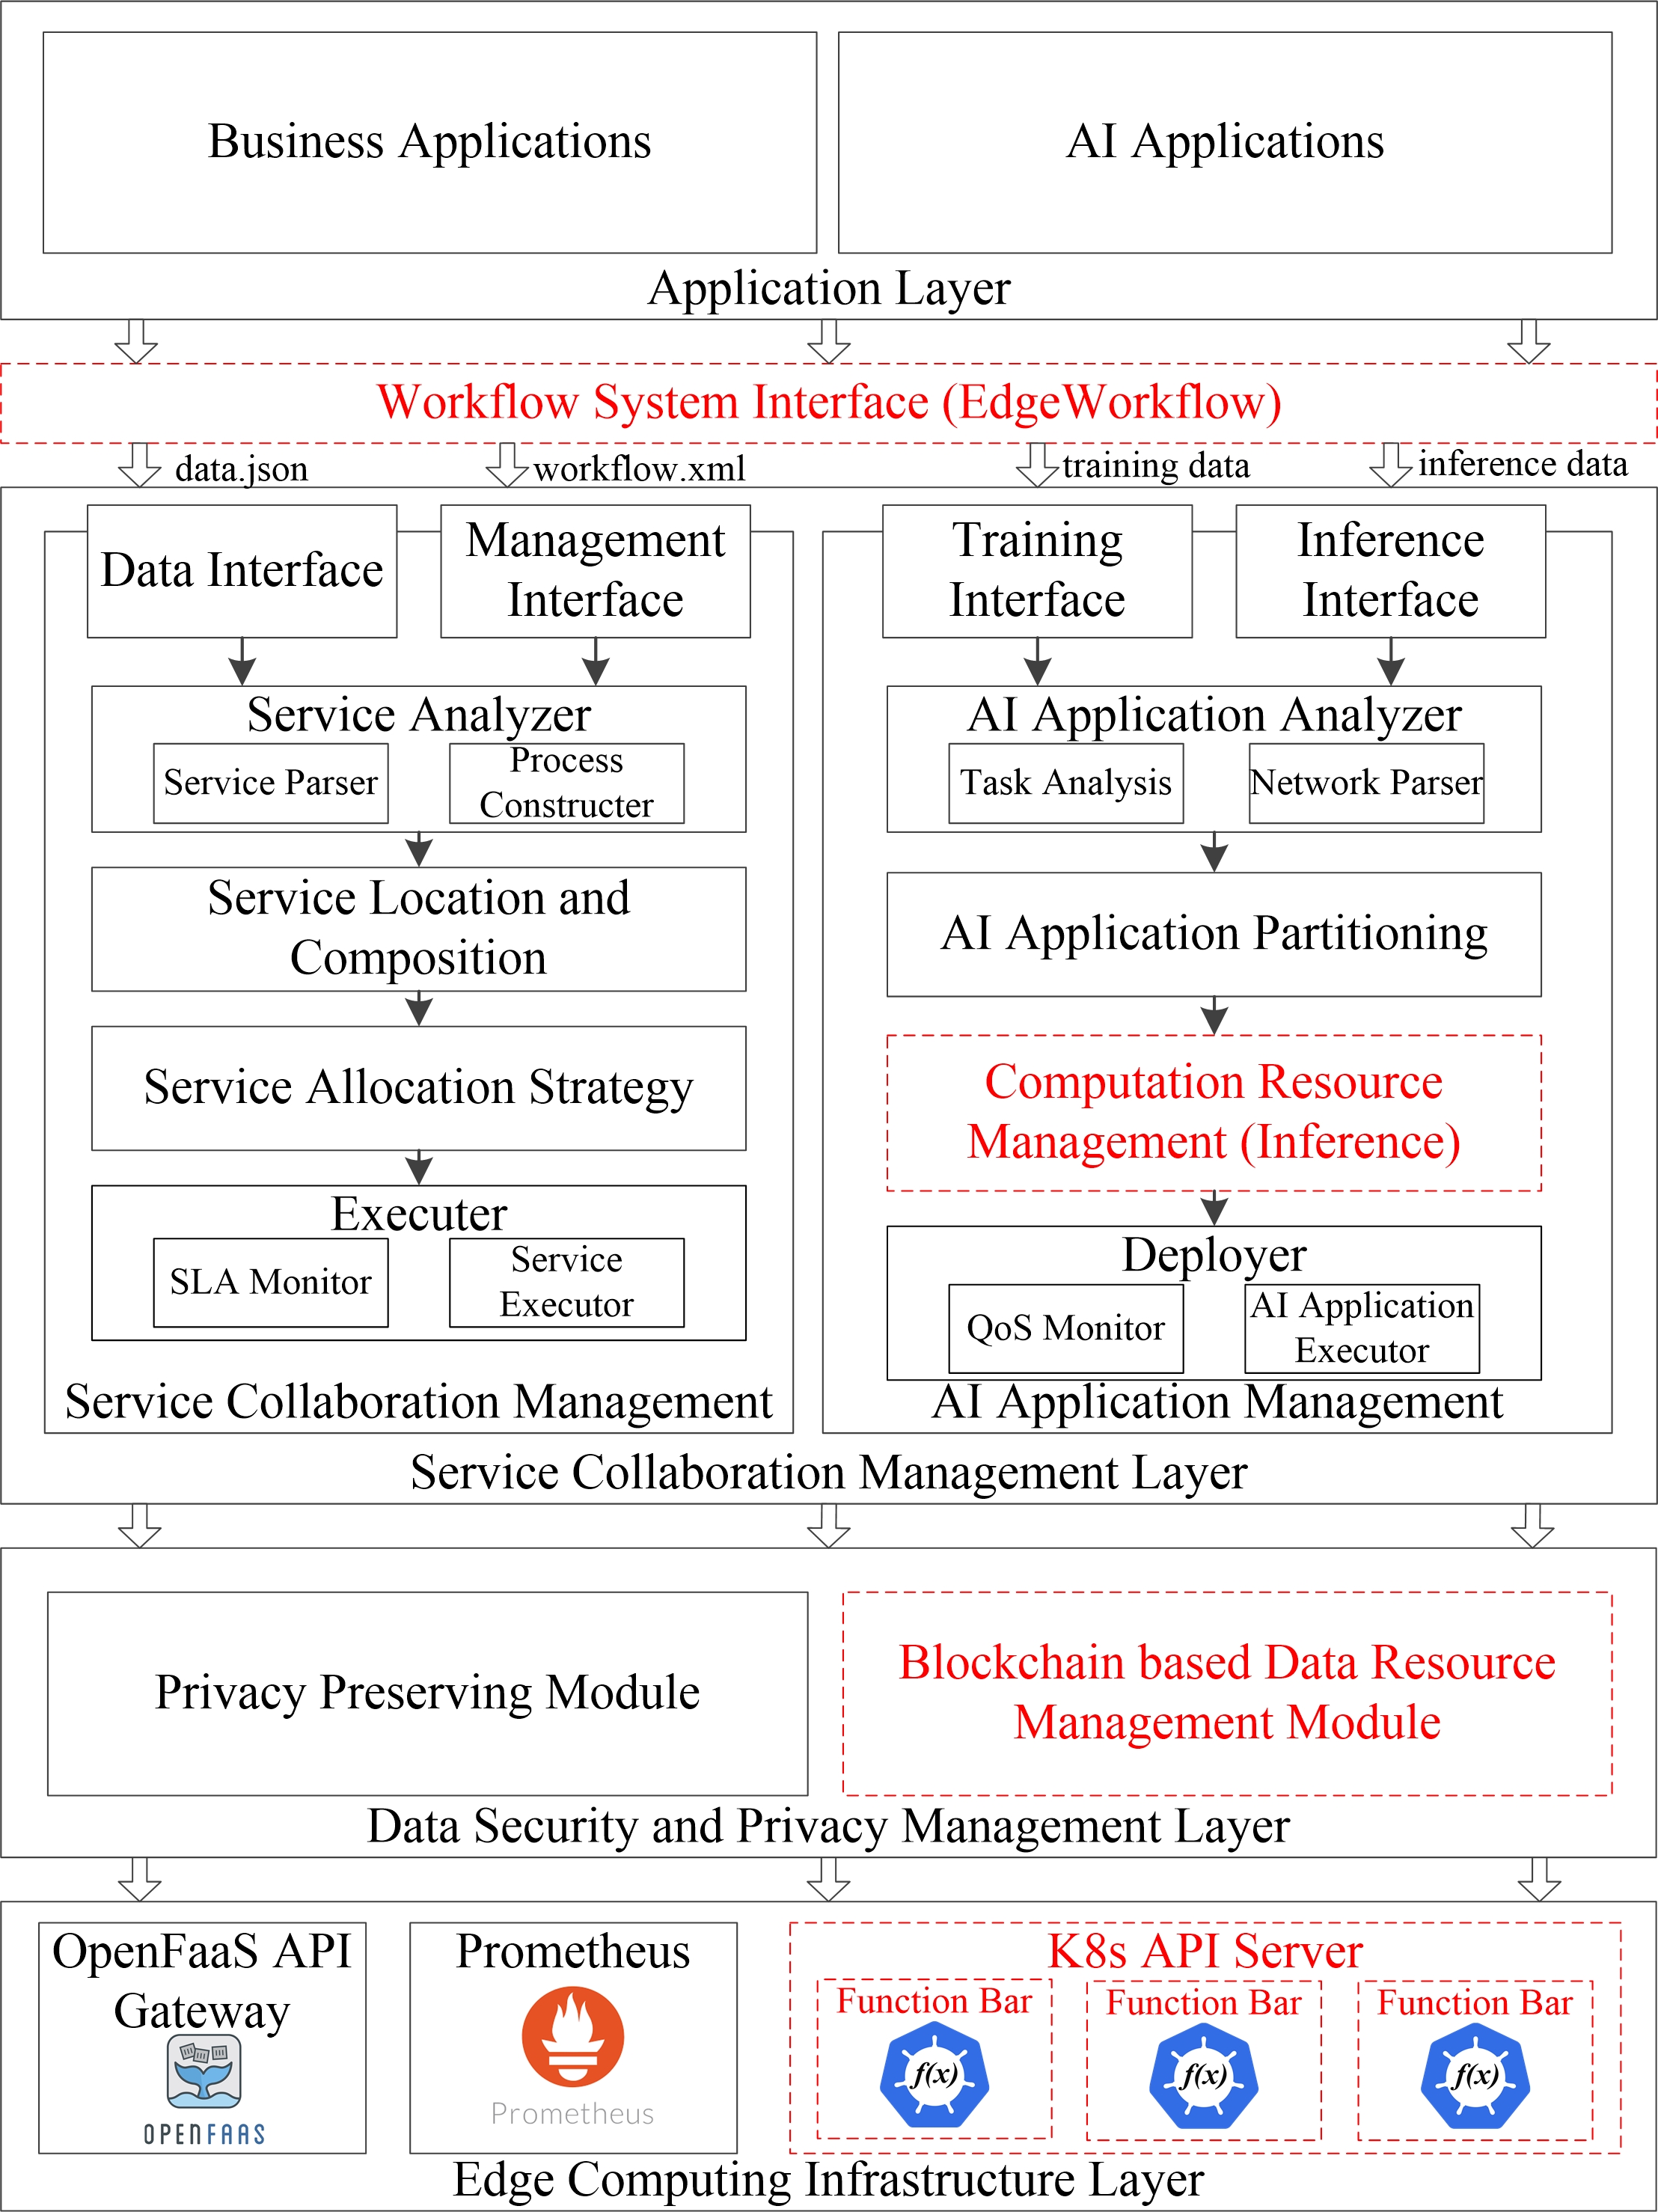 Business Applications
AI Applications
Application Layer
Workflow System Interface (EdgeWorkflow)
data.json
workflow.xml
training data
inference data
Data Interface
Management
Interface
Training
Interface
Inference
Interface
Service Analyzer
Service Parser
Process
Constructer
AI Application Analyzer
Task Analysis
Network Parser
Service Location and
Composition
AI Application Partitioning
Service Allocation Strategy
Computation Resource
Management (Inference)
Executer
SLA Monitor
Service
Executor
Deployer
QoS Monitor
AI Application
Executor
Service Collaboration Management
AI Application Management
Service Collaboration Management Layer
Privacy Preserving Module
Blockchain based Data Resource
Management Module
Data Security and Privacy Management Layer
OpenFaaS API
Gateway
OPENFAAS
Prometheus
Prometheus
K8s API Server
Function Bar
f(x)
Function Bar
f(x)
Function Bar
f(x)
Edge Computing Infrastructure Layer